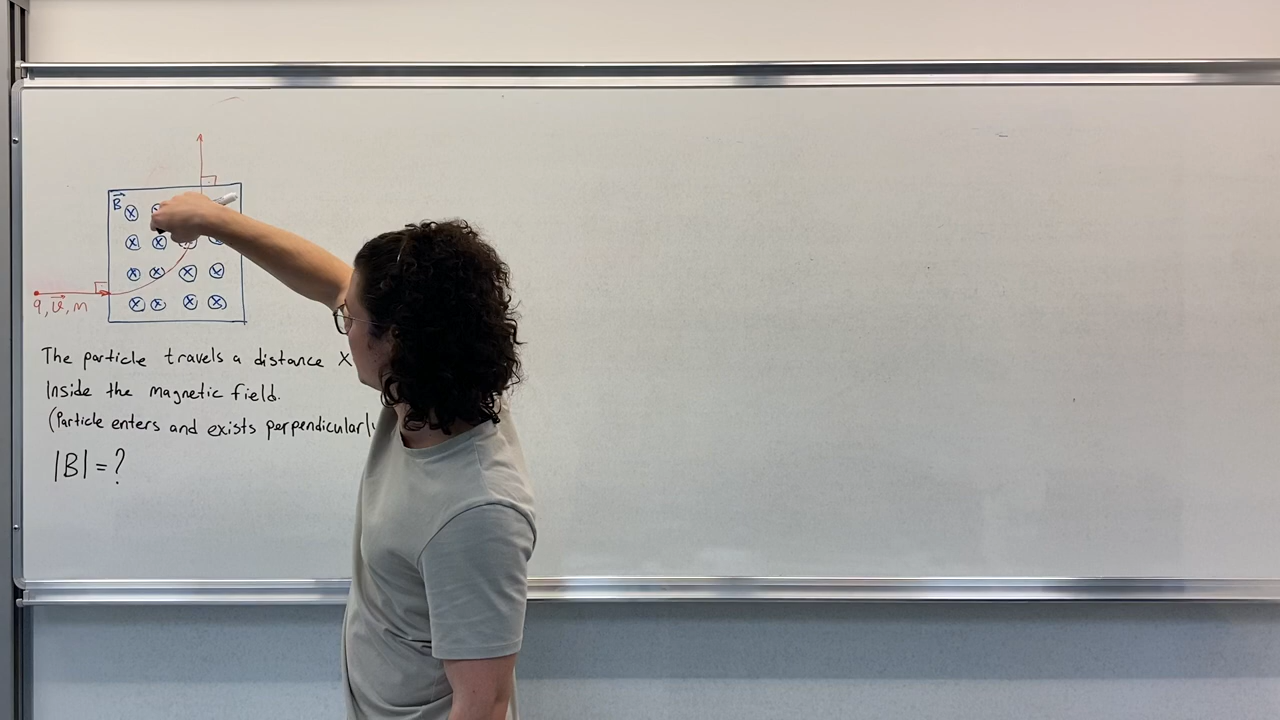 B⃗
q, v⃗, m
The particle travels a distance x
Inside the magnetic field.
(Particle enters and exists perpendicularly
|B| = ?